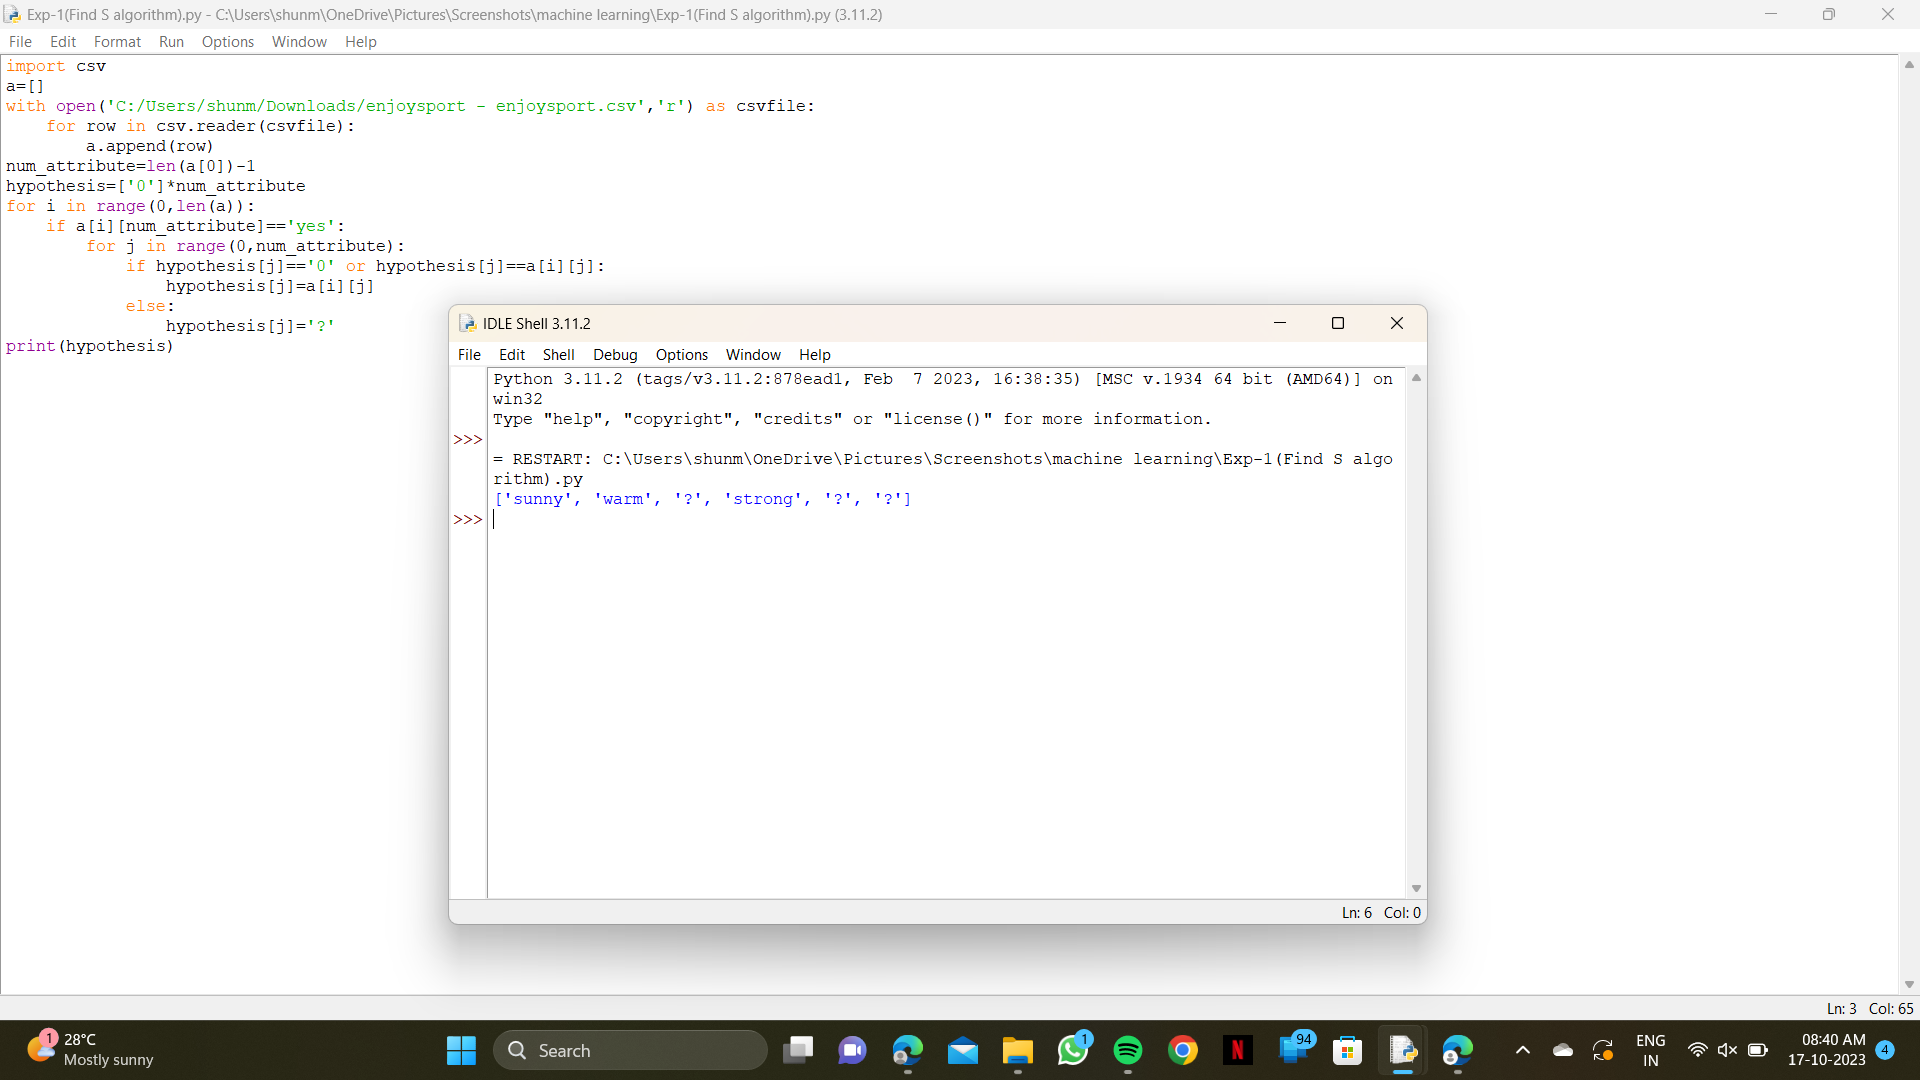 Exp-1(Find S algorithm).py - C:\Users\shunm\OneDrive\Pictures\Screenshots\machine learning\Exp-1(Find S algorithm).py (3.11.2)
File Edit Format Run Options Window Help
import csv
a=[]
with open('C:/Users/shunm/Downloads/enjoysport - enjoysport.csv','r') as csvfile:
    for row in csv.reader(csvfile):
        a.append(row)
num_attribute=len(a[0])-1
hypothesis=['0']*num_attribute
for i in range(0,len(a)):
    if a[i][num_attribute]=='yes':
        for j in range(0,num_attribute):
            if hypothesis[j]=='0' or hypothesis[j]==a[i][j]:
                hypothesis[j]=a[i][j]
            else:
                hypothesis[j]='?'
print(hypothesis)
IDLE Shell 3.11.2
File Edit Shell Debug Options Window Help
Python 3.11.2 (tags/v3.11.2:878ead1, Feb  7 2023, 16:38:35) [MSC v.1934 64 bit (AMD64)] on
win32
Type "help", "copyright", "credits" or "license()" for more information.
>>>
= RESTART: C:\Users\shunm\OneDrive\Pictures\Screenshots\machine learning\Exp-1(Find S algo
rithm).py
['sunny', 'warm', '?', 'strong', '?', '?']
>>>
Ln: 6 Col: 0
Ln: 3 Col: 65
1
28°C
Mostly sunny
Search
1
N
94
ENG
IN
08:40 AM
17-10-2023
4